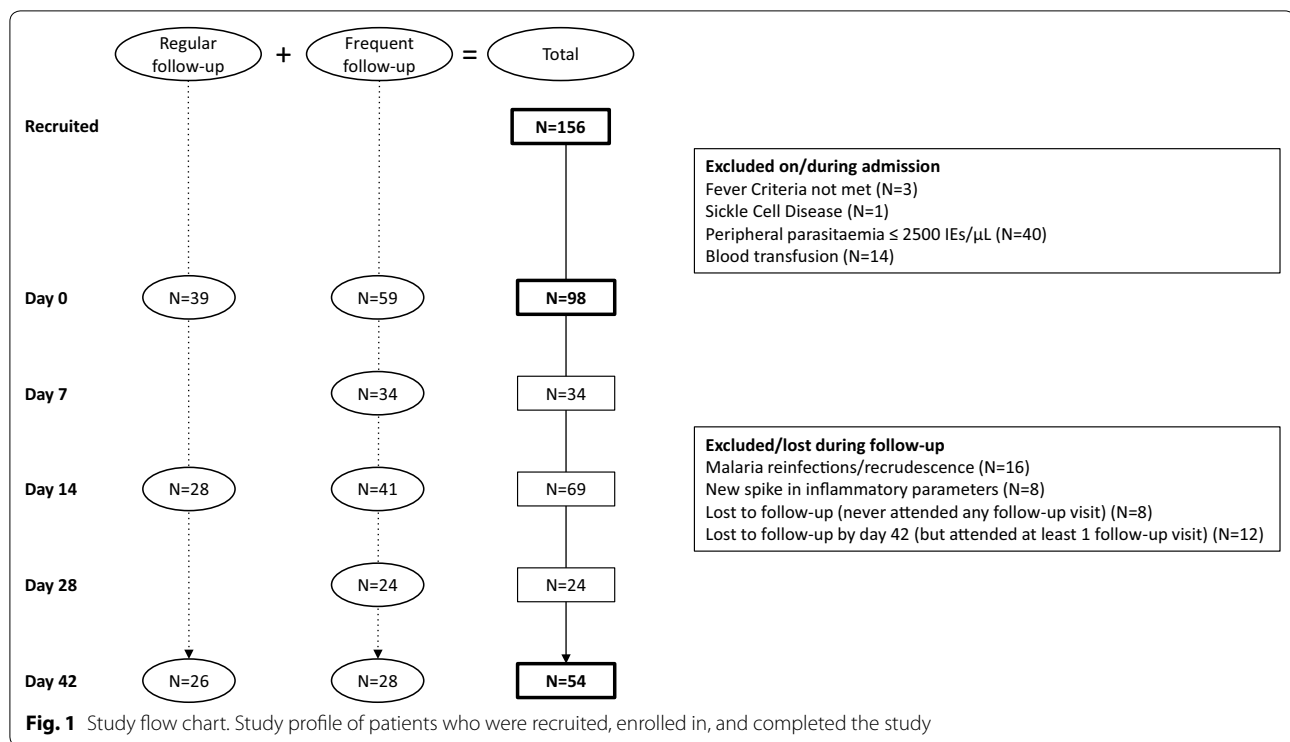 Regular
follow-up
+
Frequent
follow-up
=
Total
Recruited
N=156
Excluded on/during admission
Fever Criteria not met (N=3)
Sickle Cell Disease (N=1)
Peripheral parasitaemia ≤ 2500 IEs/µL (N=40)
Blood transfusion (N=14)
Day 0
N=39
N=59
N=98
Day 7
N=34
N=34
Excluded/lost during follow-up
Malaria reinfections/recrudescence (N=16)
New spike in inflammatory parameters (N=8)
Lost to follow-up (never attended any follow-up visit) (N=8)
Lost to follow-up by day 42 (but attended at least 1 follow-up visit) (N=12)
Day 14
N=28
N=41
N=69
Day 28
N=24
N=24
Day 42
N=26
N=28
N=54
Fig. 1 Study flow chart. Study profile of patients who were recruited, enrolled in, and completed the study